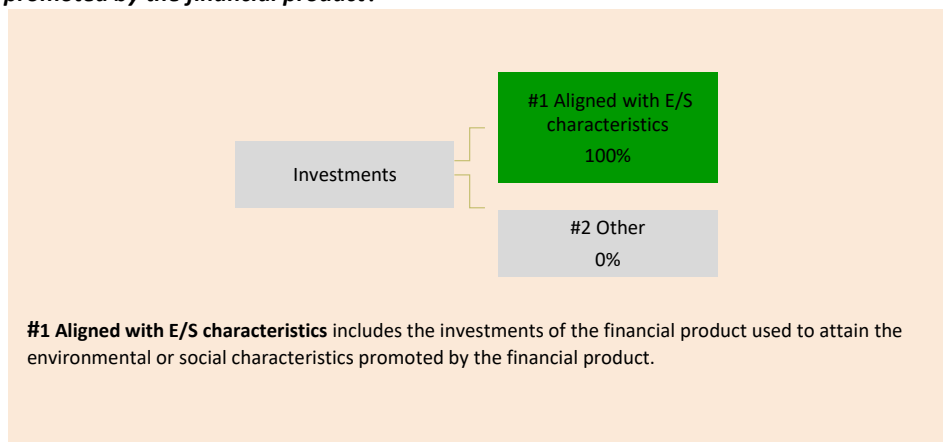 promoted by the financial product?
#1 Aligned with E/S
characteristics
100%
Investments
#2 Other
0%
#1 Aligned with E/S characteristics includes the investments of the financial product used to attain the
environmental or social characteristics promoted by the financial product.